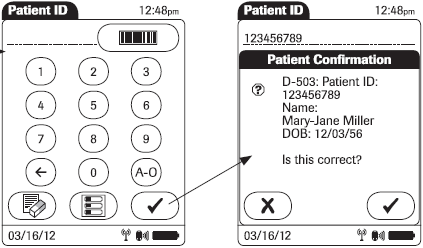 Patient ID 12:48pm
1 2 3
4 5 6
7 8 9
0 A-O
03/16/12
Patient ID 12:48pm
123456789
Patient Confirmation
D-503: Patient ID:
123456789
Name:
Mary-Jane Miller
DOB: 12/03/56
Is this correct?
03/16/12